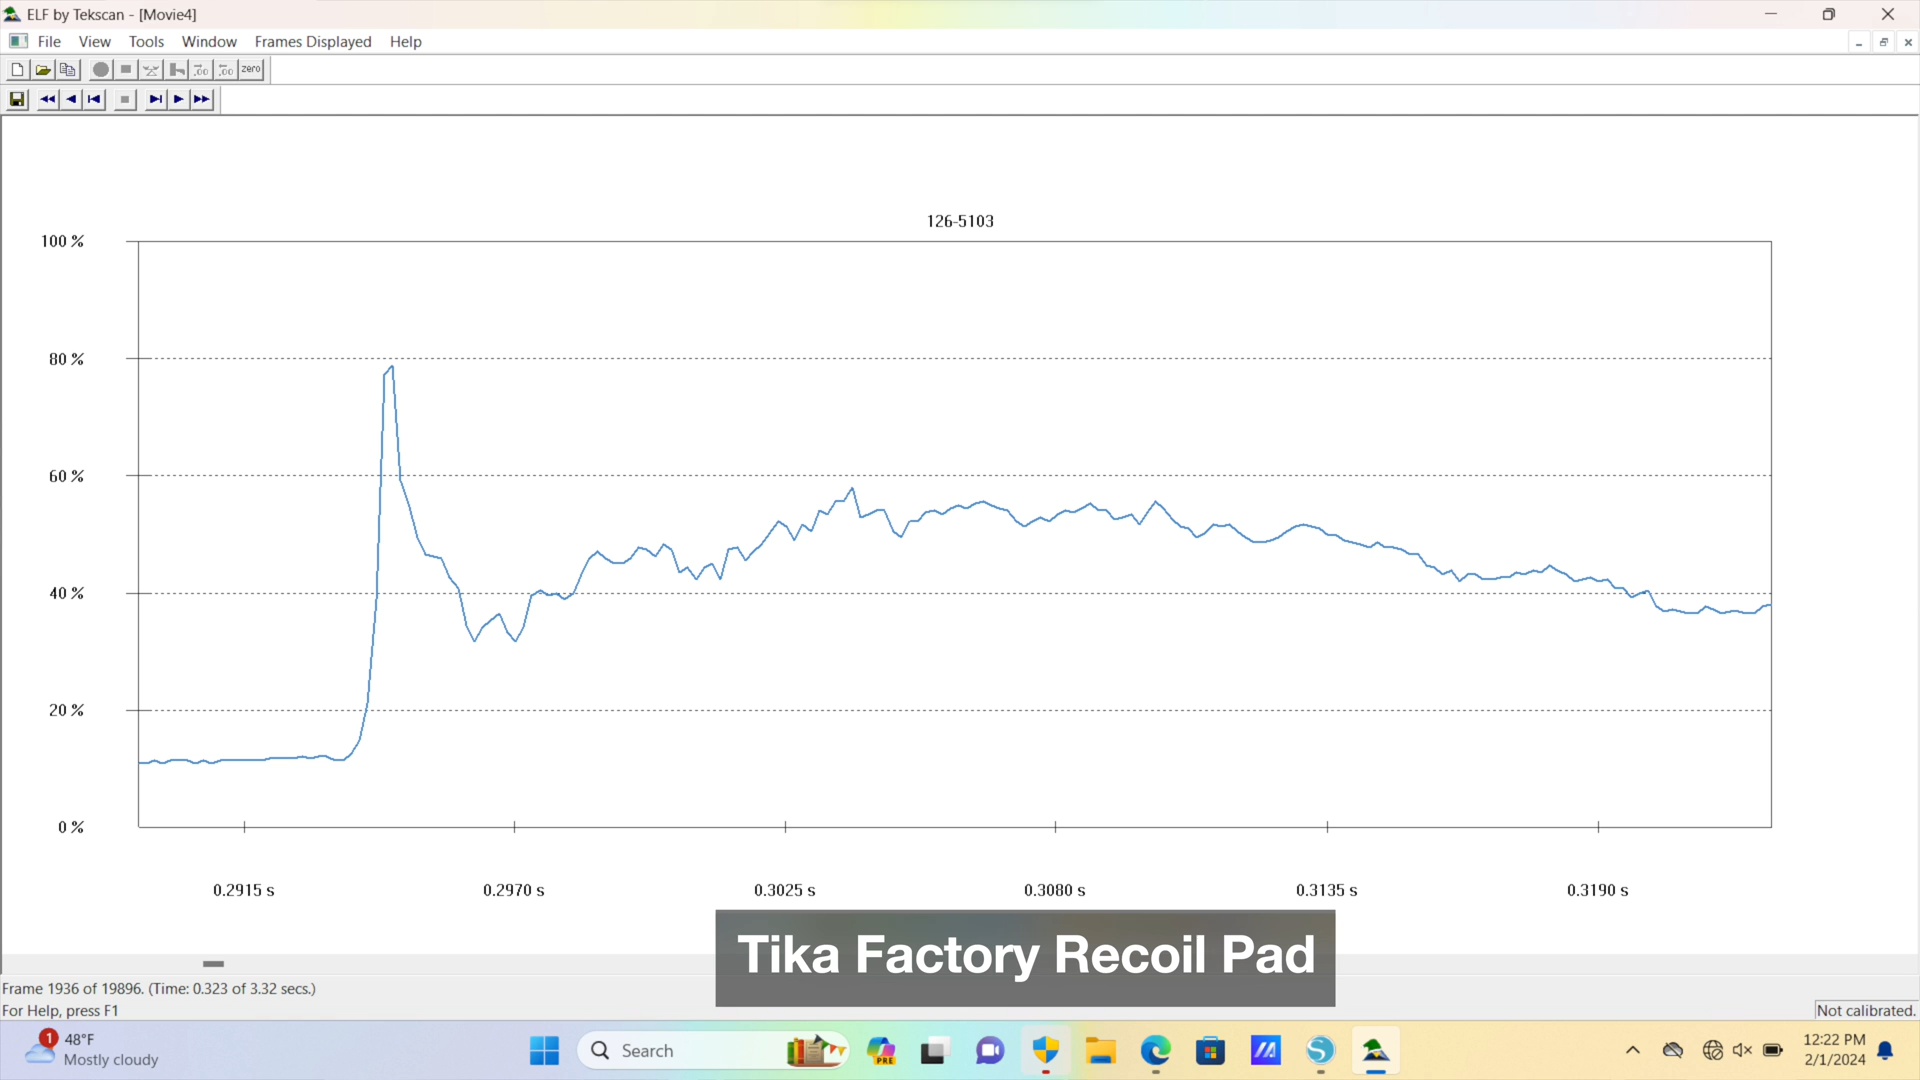 ELF by Tekscan - [Movie4]
File View Tools Window Frames Displayed Help
.00 .00 zero
126-5103
100 %
80 %
60 %
40 %
20 %
0 %
0.2915 s 0.2970 s 0.3025 s 0.3080 s 0.3135 s 0.3190 s
Tika Factory Recoil Pad
Frame 1936 of 19896. (Time: 0.323 of 3.32 secs.)
For Help, press F1
Not calibrated.
1
48°F
Mostly cloudy
Search
PRE
12:22 PM
2/1/2024